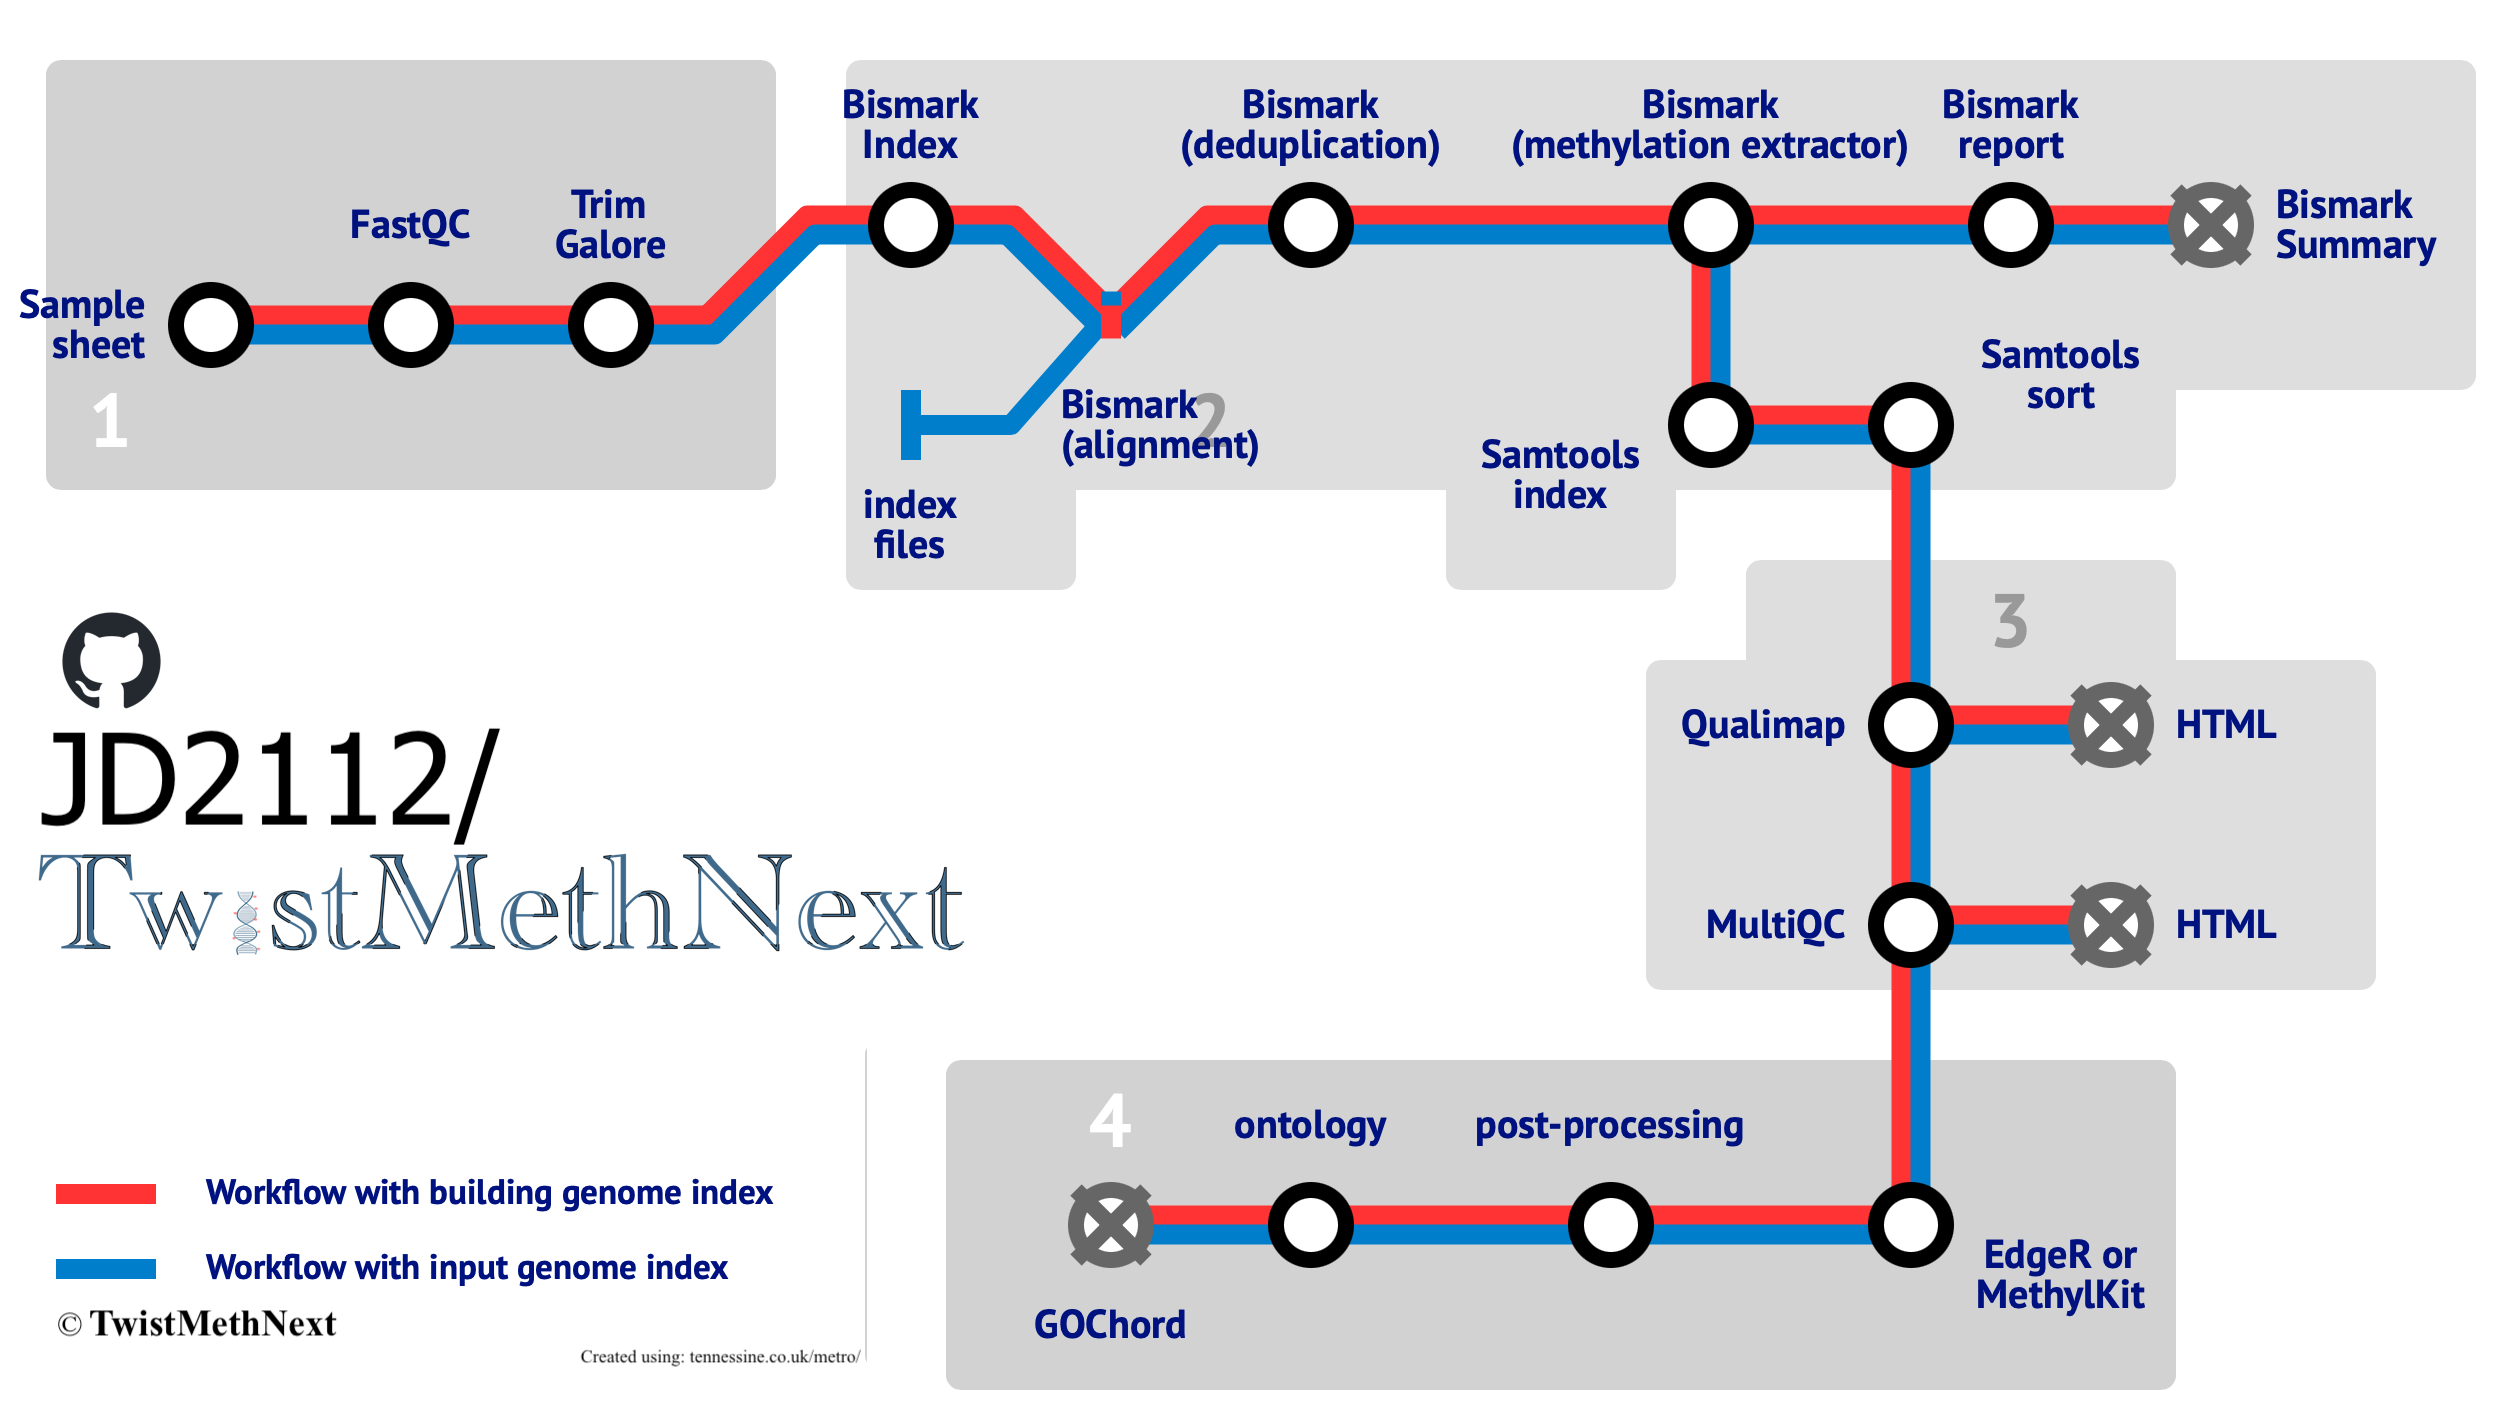 Sample
sheet
FastQC
Trim
Galore
1
Bismark
Index
Bismark
(deduplication)
Bismark
(methylation extractor)
Bismark
report
Bismark
Summary
index
files
Bismark
(alignment)
2
Samtools
index
Samtools
sort
3
Qualimap
HTML
MultiQC
HTML
JD2112/
TwistMethNext
4
ontology
post-processing
EdgeR or
MethylKit
GOChord
Workflow with building genome index
Workflow with input genome index
© TwistMethNext
Created using: tennessine.co.uk/metro/